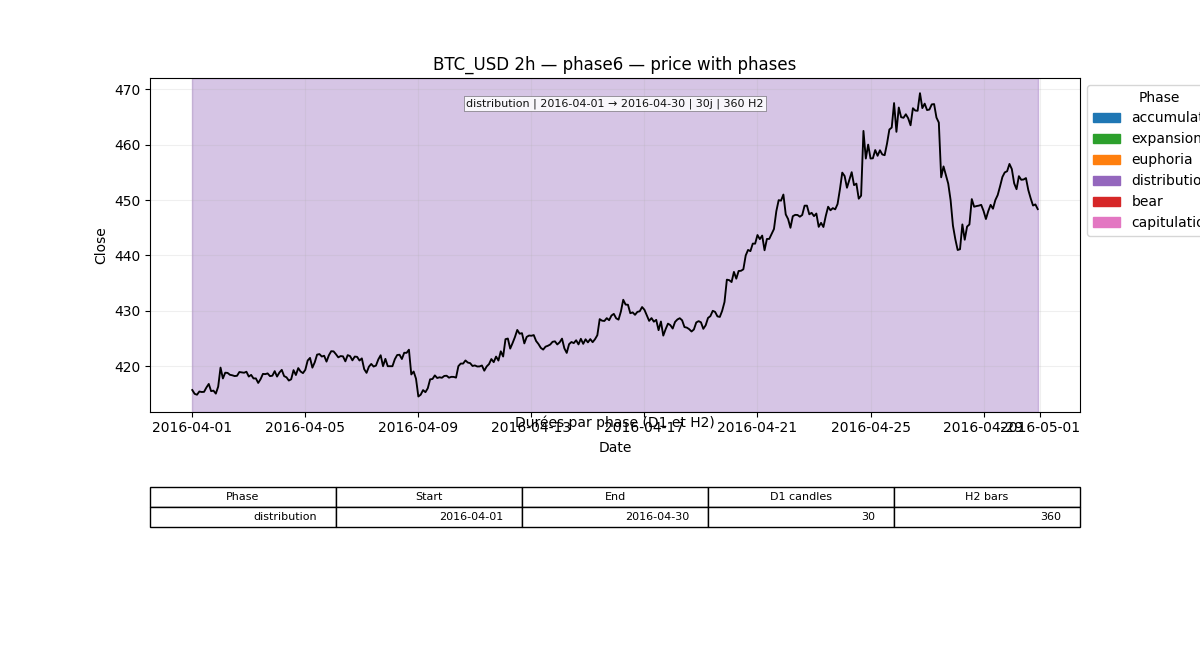 BTC_USD 2h — phase6 — price with phases
distribution | 2016-04-01 → 2016-04-30 | 30j | 360 H2
470
460
450
440
430
420
Close
Phase
accumulat
expansion
euphoria
distributio
bear
capitulatio
Durées par phase (D1 et H2)
2016-04-01 2016-04-05 2016-04-09 2016-04-13 2016-04-17 2016-04-21 2016-04-25 2016-04-29 2016-05-01
Date
Phase Start End D1 candles H2 bars
distribution 2016-04-01 2016-04-30 30 360